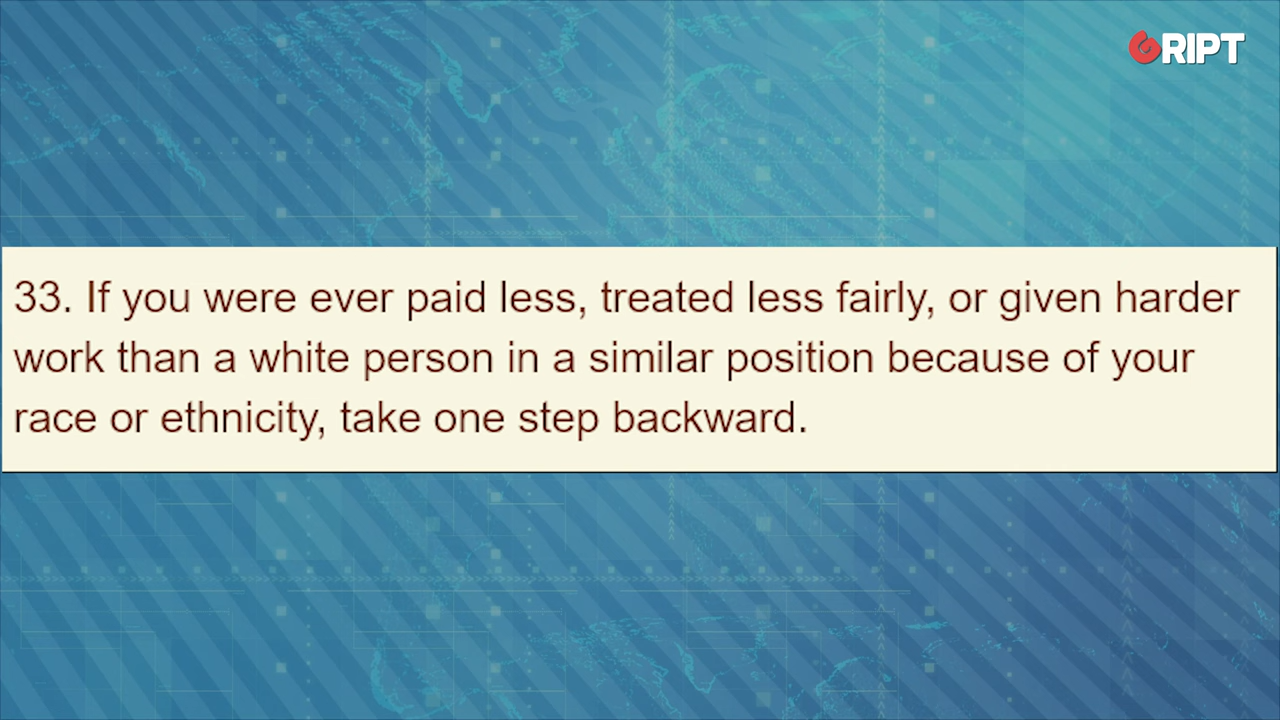 GRIPT
33. If you were ever paid less, treated less fairly, or given harder
work than a white person in a similar position because of your
race or ethnicity, take one step backward.